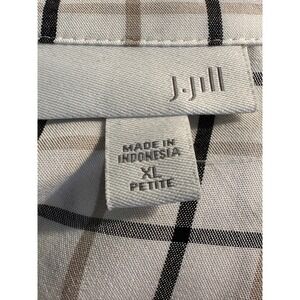 J.Jill
MADE IN
INDONESIA
XL
PETITE